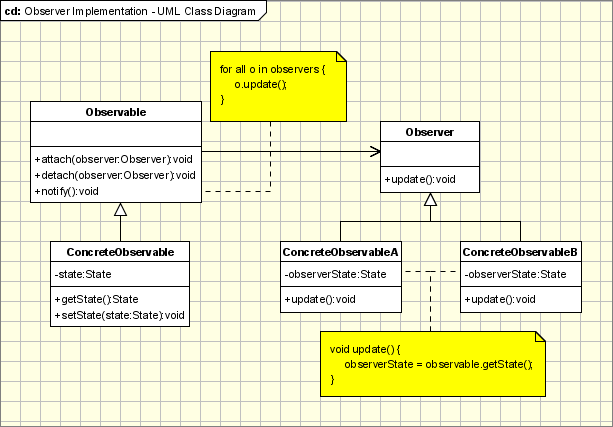 cd: Observer Implementation - UML Class Diagram
for all o in observers {
o.update();
}
Observable
+attach(observer:Observer):void
+detach(observer:Observer):void
+notify():void
Observer
+update():void
ConcreteObservable
-state:State
+getState():State
+setState(state:State):void
ConcreteObservableA
-observerState:State
+update():void
ConcreteObservableB
-observerState:State
+update():void
void update() {
observerState = observable.getState();
}